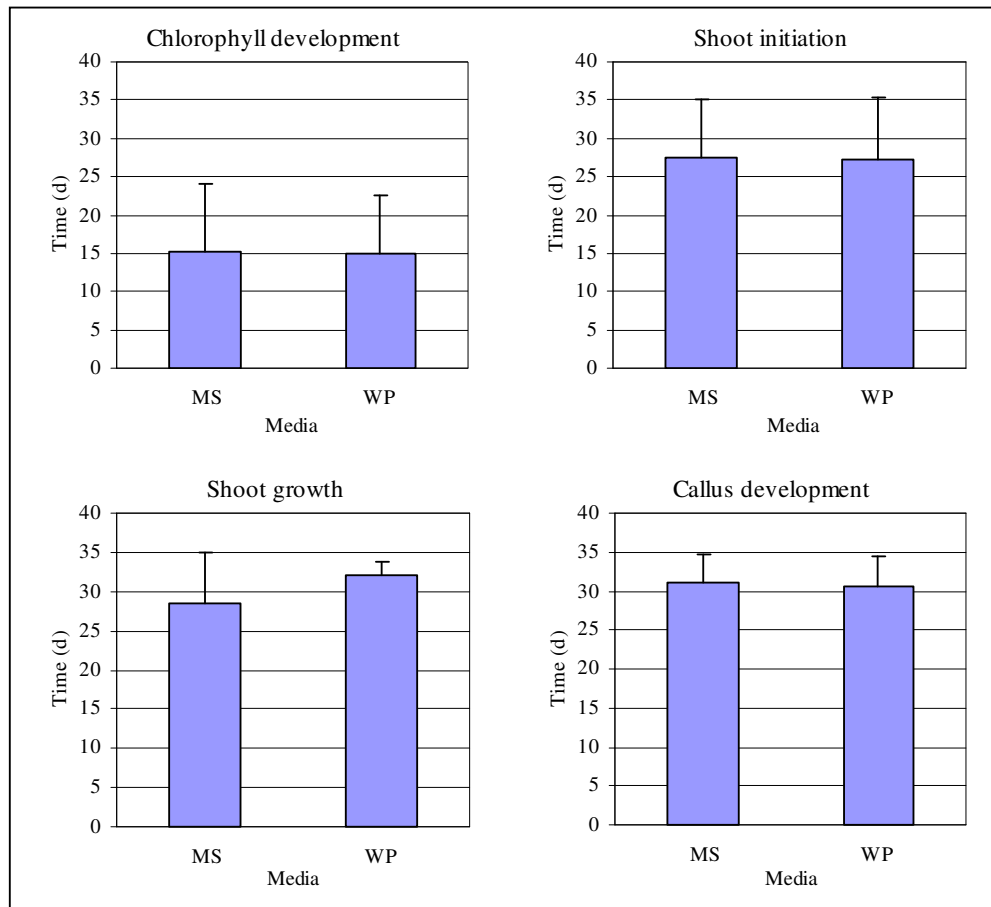 Chlorophyll development
40
35
30
25
20
15
10
5
0
Time (d)
MS WP
Media
Shoot initiation
40
35
30
25
20
15
10
5
0
Time (d)
MS WP
Media
Shoot growth
40
35
30
25
20
15
10
5
0
Time (d)
MS WP
Media
Callus development
40
35
30
25
20
15
10
5
0
Time (d)
MS WP
Media